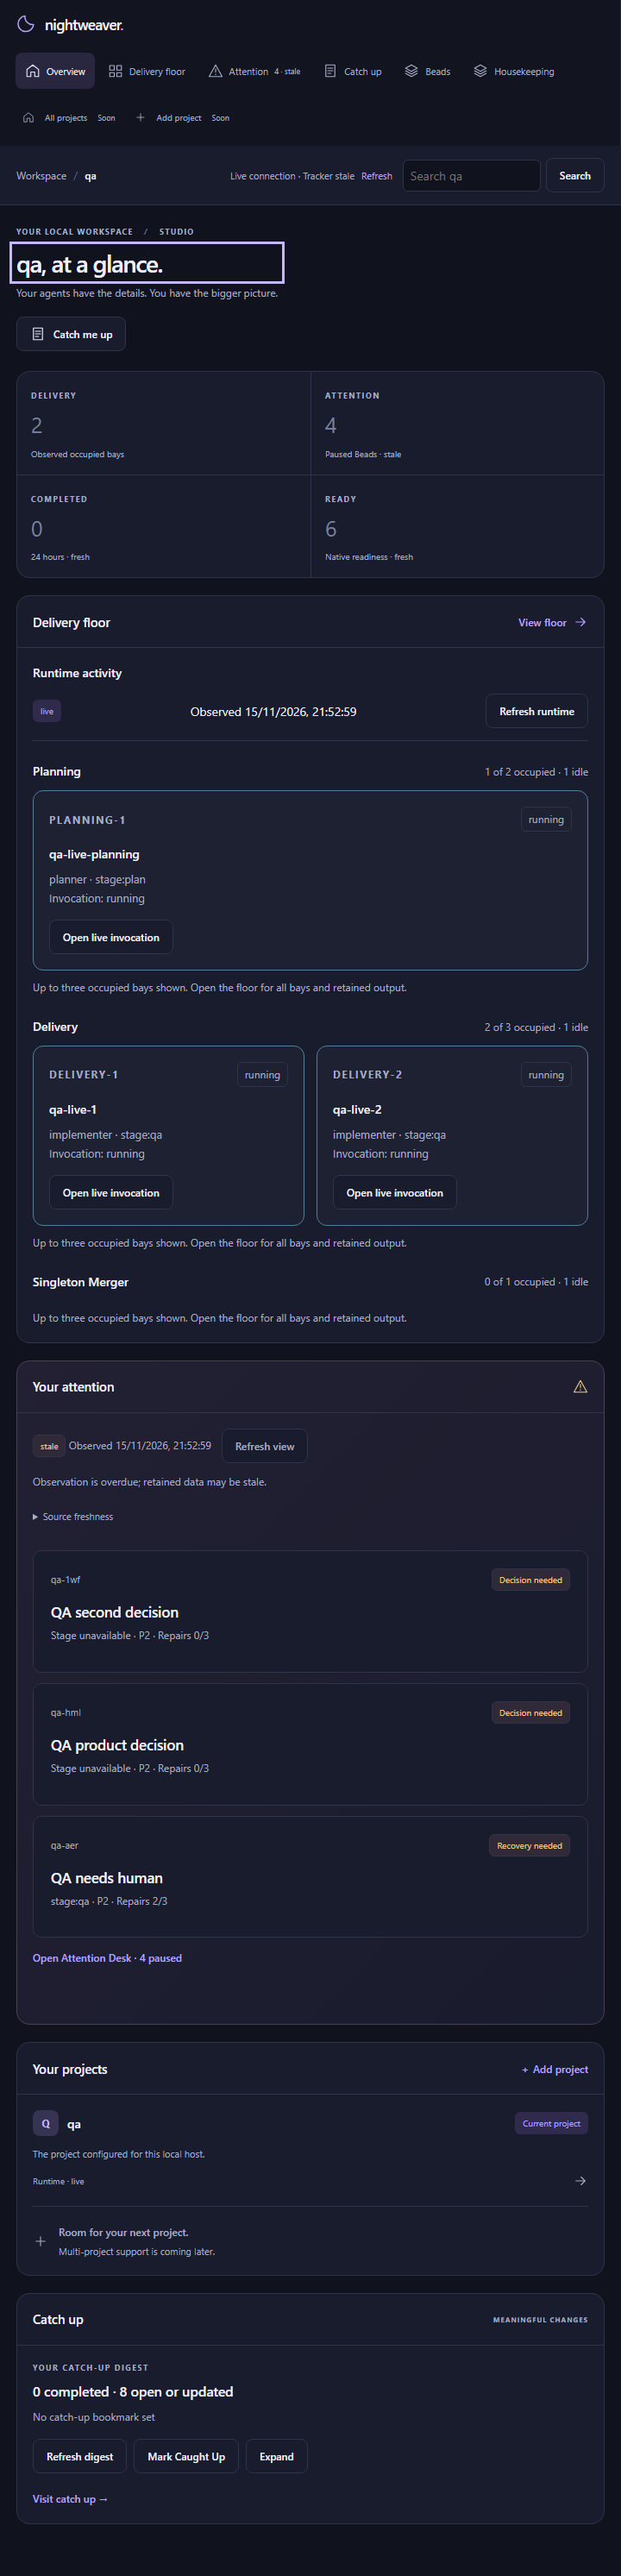 nightweaver.
Overview
Delivery floor
Attention 4 · stale
Catch up
Beads
Housekeeping
All projects Soon
+ Add project Soon
Workspace / qa
Live connection · Tracker stale Refresh
Search qa
Search
YOUR LOCAL WORKSPACE / STUDIO
qa, at a glance.
Your agents have the details. You have the bigger picture.
Catch me up
DELIVERY
2
Observed occupied bays
ATTENTION
4
Paused Beads · stale
COMPLETED
0
24 hours · fresh
READY
6
Native readiness · fresh
Delivery floor
View floor →
Runtime activity
live
Observed 15/11/2026, 21:52:59
Refresh runtime
Planning
1 of 2 occupied · 1 idle
PLANNING-1
running
qa-live-planning
planner · stage:plan
Invocation: running
Open live invocation
Up to three occupied bays shown. Open the floor for all bays and retained output.
Delivery
2 of 3 occupied · 1 idle
DELIVERY-1
running
qa-live-1
implementer · stage:qa
Invocation: running
Open live invocation
DELIVERY-2
running
qa-live-2
implementer · stage:qa
Invocation: running
Open live invocation
Up to three occupied bays shown. Open the floor for all bays and retained output.
Singleton Merger
0 of 1 occupied · 1 idle
Up to three occupied bays shown. Open the floor for all bays and retained output.
Your attention
stale Observed 15/11/2026, 21:52:59
Refresh view
Observation is overdue; retained data may be stale.
▶ Source freshness
qa-1wf
Decision needed
QA second decision
Stage unavailable · P2 · Repairs 0/3
qa-hml
Decision needed
QA product decision
Stage unavailable · P2 · Repairs 0/3
qa-aer
Recovery needed
QA needs human
stage:qa · P2 · Repairs 2/3
Open Attention Desk · 4 paused
Your projects
+ Add project
Q qa
Current project
The project configured for this local host.
Runtime · live →
+ Room for your next project.
Multi-project support is coming later.
Catch up
MEANINGFUL CHANGES
YOUR CATCH-UP DIGEST
0 completed · 8 open or updated
No catch-up bookmark set
Refresh digest
Mark Caught Up
Expand
Visit catch up →